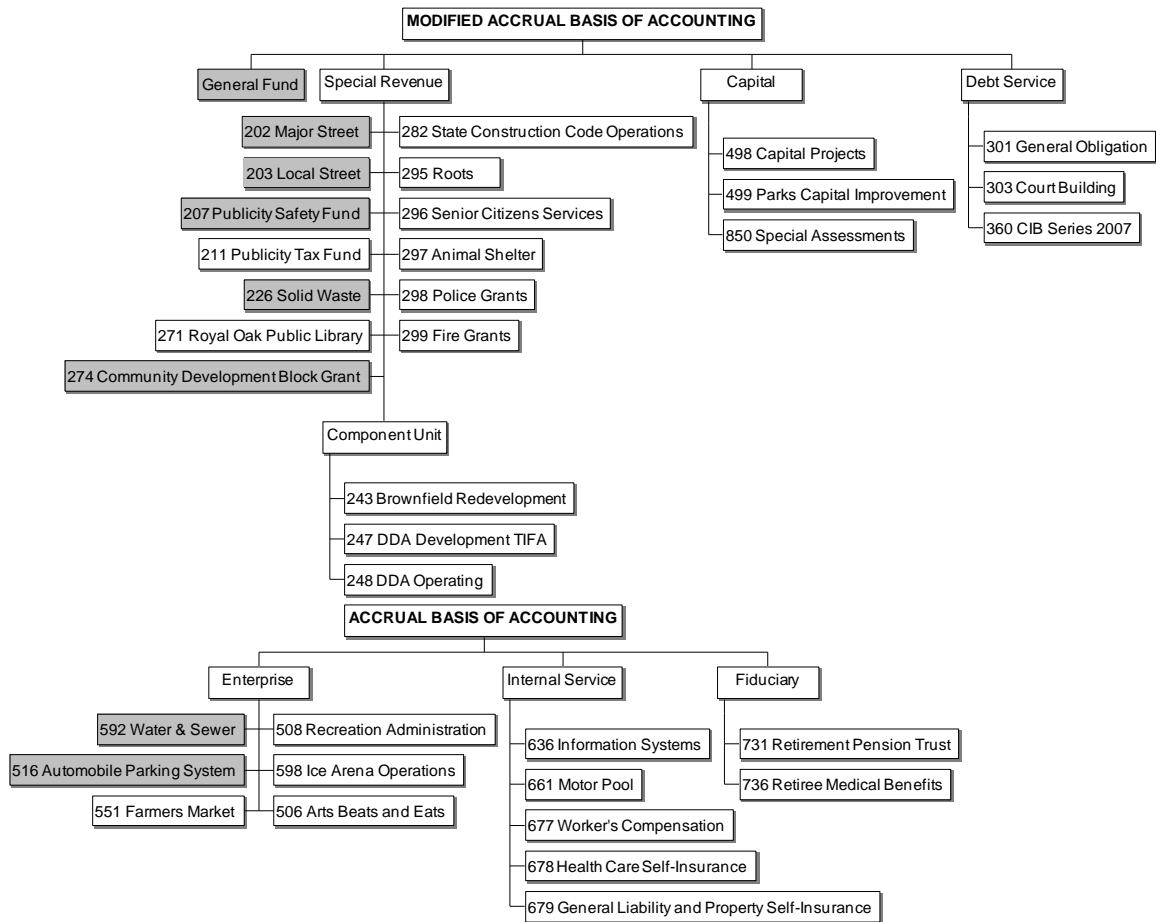 MODIFIED ACCRUAL BASIS OF ACCOUNTING
General Fund
Special Revenue
Capital
Debt Service
202 Major Street
282 State Construction Code Operations
203 Local Street
295 Roots
207 Publicity Safety Fund
296 Senior Citizens Services
211 Publicity Tax Fund
297 Animal Shelter
226 Solid Waste
298 Police Grants
271 Royal Oak Public Library
299 Fire Grants
274 Community Development Block Grant
498 Capital Projects
499 Parks Capital Improvement
850 Special Assessments
301 General Obligation
303 Court Building
360 CIB Series 2007
Component Unit
243 Brownfield Redevelopment
247 DDA Development TIFA
248 DDA Operating
ACCRUAL BASIS OF ACCOUNTING
Enterprise
Internal Service
Fiduciary
592 Water & Sewer
508 Recreation Administration
516 Automobile Parking System
598 Ice Arena Operations
551 Farmers Market
506 Arts Beats and Eats
636 Information Systems
661 Motor Pool
677 Worker's Compensation
678 Health Care Self-Insurance
679 General Liability and Property Self-Insurance
731 Retirement Pension Trust
736 Retiree Medical Benefits